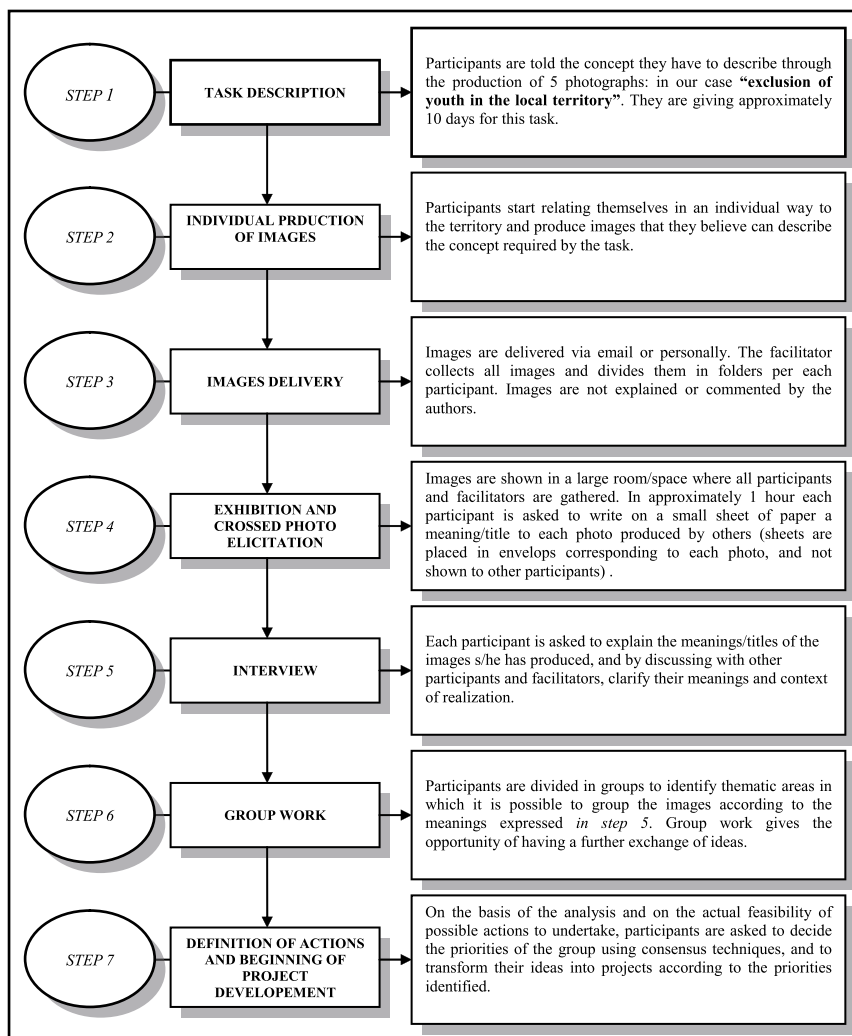 STEP 1
TASK DESCRIPTION
Participants are told the concept they have to describe through
the production of 5 photographs: in our case “exclusion of
youth in the local territory”. They are giving approximately
10 days for this task.
STEP 2
INDIVIDUAL PRDUCTION
OF IMAGES
Participants start relating themselves in an individual way to
the territory and produce images that they believe can describe
the concept required by the task.
STEP 3
IMAGES DELIVERY
Images are delivered via email or personally. The facilitator
collects all images and divides them in folders per each
participant. Images are not explained or commented by the
authors.
STEP 4
EXHIBITION AND
CROSSED PHOTO
ELICITATION
Images are shown in a large room/space where all participants
and facilitators are gathered. In approximately 1 hour each
participant is asked to write on a small sheet of paper a
meaning/title to each photo produced by others (sheets are
placed in envelops corresponding to each photo, and not
shown to other participants) .
STEP 5
INTERVIEW
Each participant is asked to explain the meanings/titles of the
images s/he has produced, and by discussing with other
participants and facilitators, clarify their meanings and context
of realization.
STEP 6
GROUP WORK
Participants are divided in groups to identify thematic areas in
which it is possible to group the images according to the
meanings expressed in step 5. Group work gives the
opportunity of having a further exchange of ideas.
STEP 7
DEFINITION OF ACTIONS
AND BEGINNING OF
PROJECT
DEVELOPEMENT
On the basis of the analysis and on the actual feasibility of
possible actions to undertake, participants are asked to decide
the priorities of the group using consensus techniques, and to
transform their ideas into projects according to the priorities
identified.